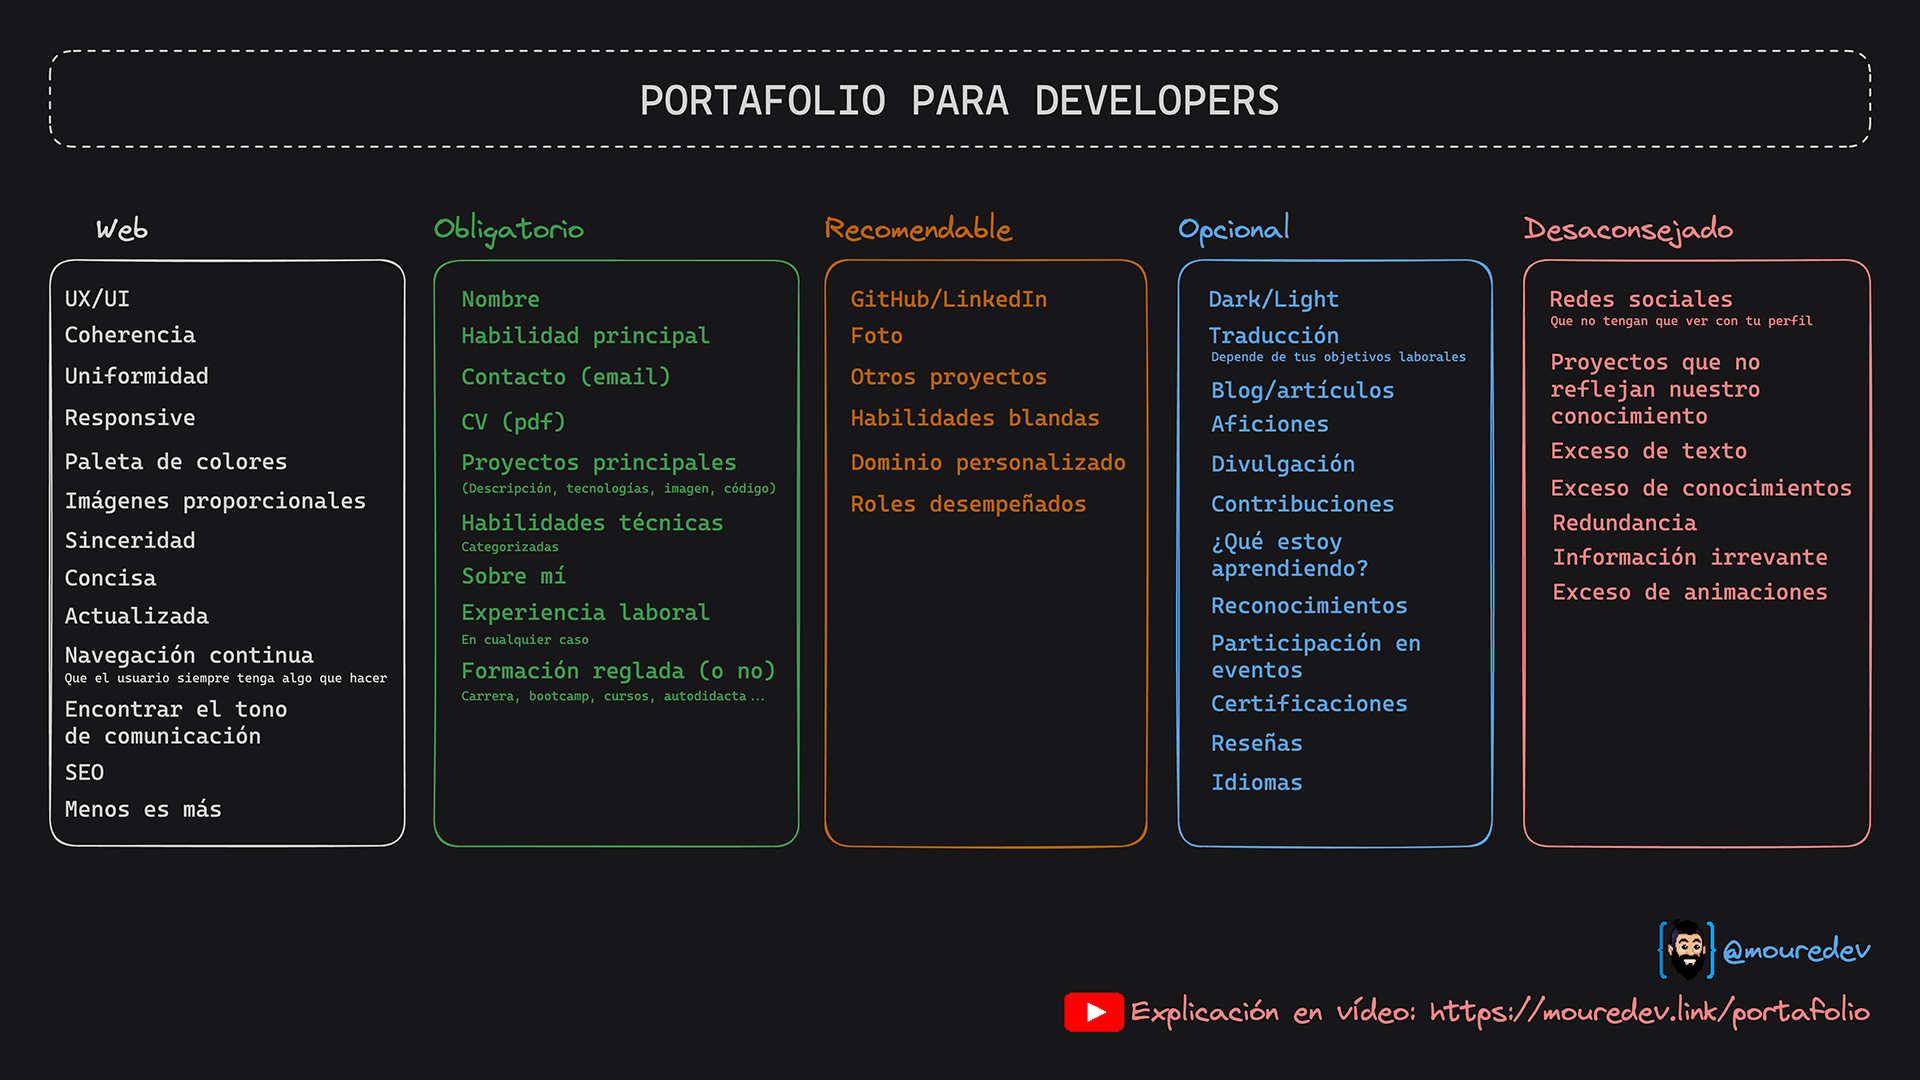 PORTAFOLIO PARA DEVELOPERS
Web
UX/UI
Coherencia
Uniformidad
Responsive
Paleta de colores
Imágenes proporcionales
Sinceridad
Concisa
Actualizada
Navegación continua
Que el usuario siempre tenga algo que hacer
Encontrar el tono
de comunicación
SEO
Menos es más
Obligatorio
Nombre
Habilidad principal
Contacto (email)
CV (pdf)
Proyectos principales
(Descripción, tecnologías, imagen, código)
Habilidades técnicas
Categorizadas
Sobre mí
Experiencia laboral
En cualquier caso
Formación reglada (o no)
Carrera, bootcamp, cursos, autodidacta...
Recomendable
GitHub/LinkedIn
Foto
Otros proyectos
Habilidades blandas
Dominio personalizado
Roles desempeñados
Opcional
Dark/Light
Traducción
Depende de tus objetivos laborales
Blog/artículos
Aficiones
Divulgación
Contribuciones
¿Qué estoy
aprendiendo?
Reconocimientos
Participación en
eventos
Certificaciones
Reseñas
Idiomas
Desaconsejado
Redes sociales
Que no tengan que ver con tu perfil
Proyectos que no
reflejan nuestro
conocimiento
Exceso de texto
Exceso de conocimientos
Redundancia
Información irrevante
Exceso de animaciones
@mouredev
Explicación en vídeo: https://mouredev.link/portafolio